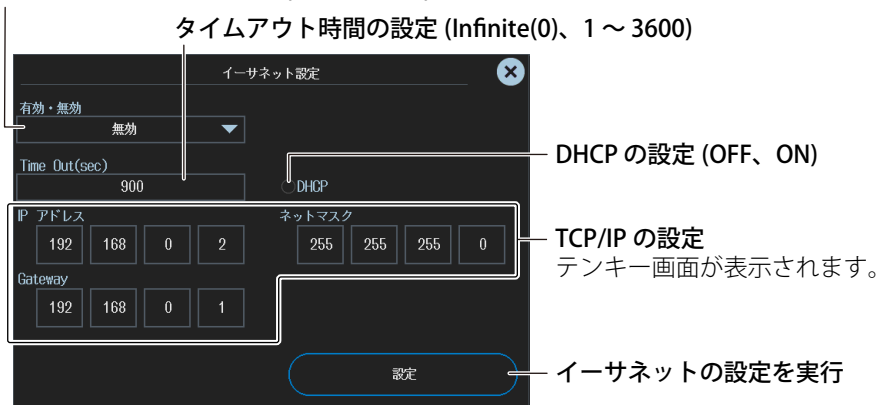 タイムアウト時間の設定 (Infinite(0)、1 ～ 3600)
イーサネット設定
有効・無効
無効
Time Out(sec)
900
DHCP
DHCP の設定 (OFF、ON)
IP アドレス
192 168 0 2
ネットマスク
255 255 255 0
TCP/IP の設定
テンキー画面が表示されます。
Gateway
192 168 0 1
設定
イーサネットの設定を実行